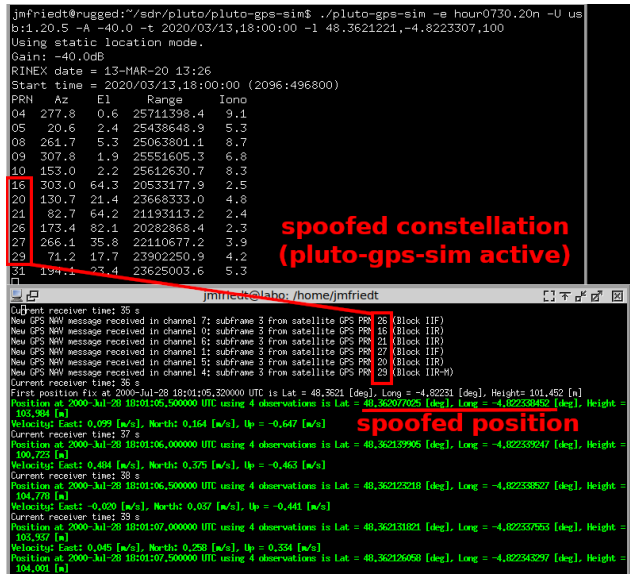 jmfriedt@rugged:~/sdr/pluto/pluto-gps-sim$ ./pluto-gps-sim -e hour0730.20n -U us
b:1.20.5 -A -40.0 -t 2020/03/13,18:00:00 -l 48.3621221,-4.8223307,100
Using static location mode.
Gain: -40.0dB
RINEX date = 13-MAR-20 13:26
Start time = 2020/03/13,18:00:00 (2096:496800)
PRN Az El Range Iono
04 277.8 0.6 25711398.4 9.1
05 20.6 2.4 25438648.9 5.3
08 261.7 5.3 25063801.1 8.7
09 307.8 1.9 25551605.3 6.8
10 153.0 2.2 25612630.7 8.3
16 303.0 64.3 20533177.9 2.5
20 130.7 21.4 23668333.0 4.8
21 82.7 64.2 21193113.2 2.4
26 173.4 82.1 20282868.4 2.3
27 266.1 35.8 22110677.2 3.9
29 71.2 17.7 23902250.9 4.2
31 194.1 23.4 23625003.6 5.3
spoofed constellation
(pluto-gps-sim active)
jmfriedt@labo: /home/jmfriedt
Current receiver time: 35 s
New GPS NAV message received in channel 7: subframe 3 from satellite GPS PRN 26 (Block IIF)
New GPS NAV message received in channel 0: subframe 3 from satellite GPS PRN 16 (Block IIR)
New GPS NAV message received in channel 6: subframe 3 from satellite GPS PRN 21 (Block IIR)
New GPS NAV message received in channel 1: subframe 3 from satellite GPS PRN 27 (Block IIF)
New GPS NAV message received in channel 5: subframe 3 from satellite GPS PRN 20 (Block IIR)
New GPS NAV message received in channel 4: subframe 3 from satellite GPS PRN 29 (Block IIR-M)
Current receiver time: 36 s
First position fix at 2000-Jul-28 18:01:05.320000 UTC is Lat = 48.3621 [deg], Long = -4.82231 [deg], Height= 101.452 [m]
Position at 2000-Jul-28 18:01:05.500000 UTC using 4 observations is Lat = 48.362077025 [deg], Long = -4.822338452 [deg], Height =
103.984 [m]
spoofed position
Velocity: East: 0.099 [m/s], North: 0.164 [m/s], Up = -0.647 [m/s]
Current receiver time: 37 s
Position at 2000-Jul-28 18:01:06.000000 UTC using 4 observations is Lat = 48.362139905 [deg], Long = -4.822339247 [deg], Height =
100.723 [m]
Velocity: East: 0.484 [m/s], North: 0.375 [m/s], Up = -0.463 [m/s]
Current receiver time: 38 s
Position at 2000-Jul-28 18:01:06.500000 UTC using 4 observations is Lat = 48.362123218 [deg], Long = -4.822338527 [deg], Height =
104.778 [m]
Velocity: East: -0.020 [m/s], North: 0.037 [m/s], Up = -0.441 [m/s]
Current receiver time: 39 s
Position at 2000-Jul-28 18:01:07.000000 UTC using 4 observations is Lat = 48.362131821 [deg], Long = -4.822337553 [deg], Height =
103.937 [m]
Velocity: East: 0.045 [m/s], North: 0.258 [m/s], Up = 0.334 [m/s]
Position at 2000-Jul-28 18:01:07.500000 UTC using 4 observations is Lat = 48.362126058 [deg], Long = -4.822343297 [deg], Height =
104.001 [m]